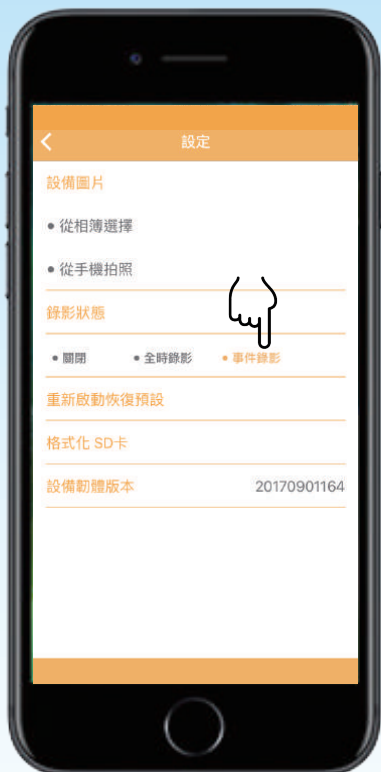 設定
設備圖片
• 從相簿選擇
• 從手機拍照
錄影狀態
• 關閉 • 全時錄影 • 事件錄影
重新啟動恢復預設
格式化 SD卡
設備韌體版本 20170901164